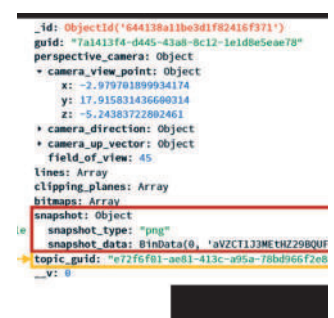 _id: ObjectId('644138a11be3d1f82416f371')
guid: "7a1413f4-d445-43a8-8c12-1e1d8e5eae78"
perspective_camera: Object
camera_view_point: Object
x: -2.979701899934174
y: 17.915831436600314
z: -5.24383722802461
camera_direction: Object
camera_up_vector: Object
field_of_view: 45
lines: Array
clipping_planes: Array
bitmaps: Array
snapshot: Object
snapshot_type: "png"
snapshot_data: BinData(0, 'aVZCT1J3MEtHZ29BQUF
topic_guid: "e72f6f01-ae81-413c-a95a-78bd966f2e8
__v: 0